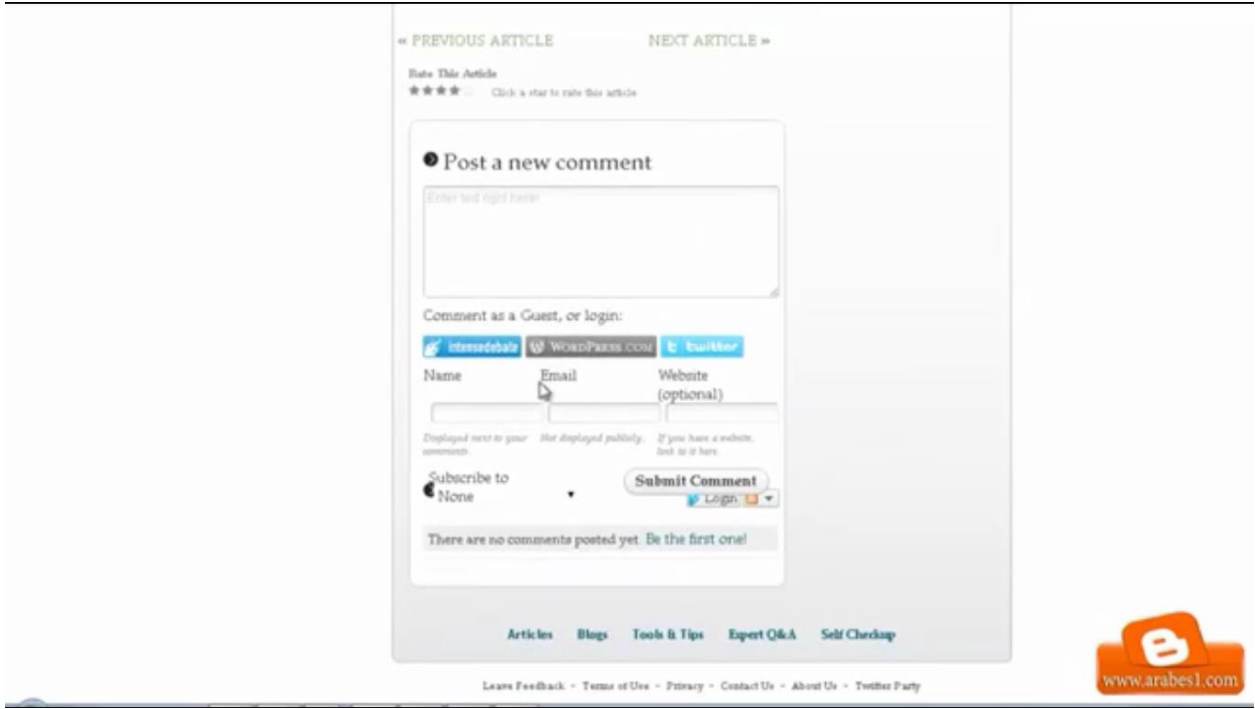 « PREVIOUS ARTICLE NEXT ARTICLE »
Rate This Article
Click a star to rate this article
Post a new comment
Enter text right here!
Comment as a Guest, or login:
intensedebate WORDPRESS.COM twitter
Name Email Website (optional)
Displayed next to your comments. Not displayed publicly. If you have a website, link to it here.
Subscribe to
None
Submit Comment
Login
There are no comments posted yet. Be the first one!
Articles Blogs Tools & Tips Expert Q&A Self Checkup
Leave Feedback - Terms of Use - Privacy - Contact Us - About Us - Twitter Party
www.arabes1.com